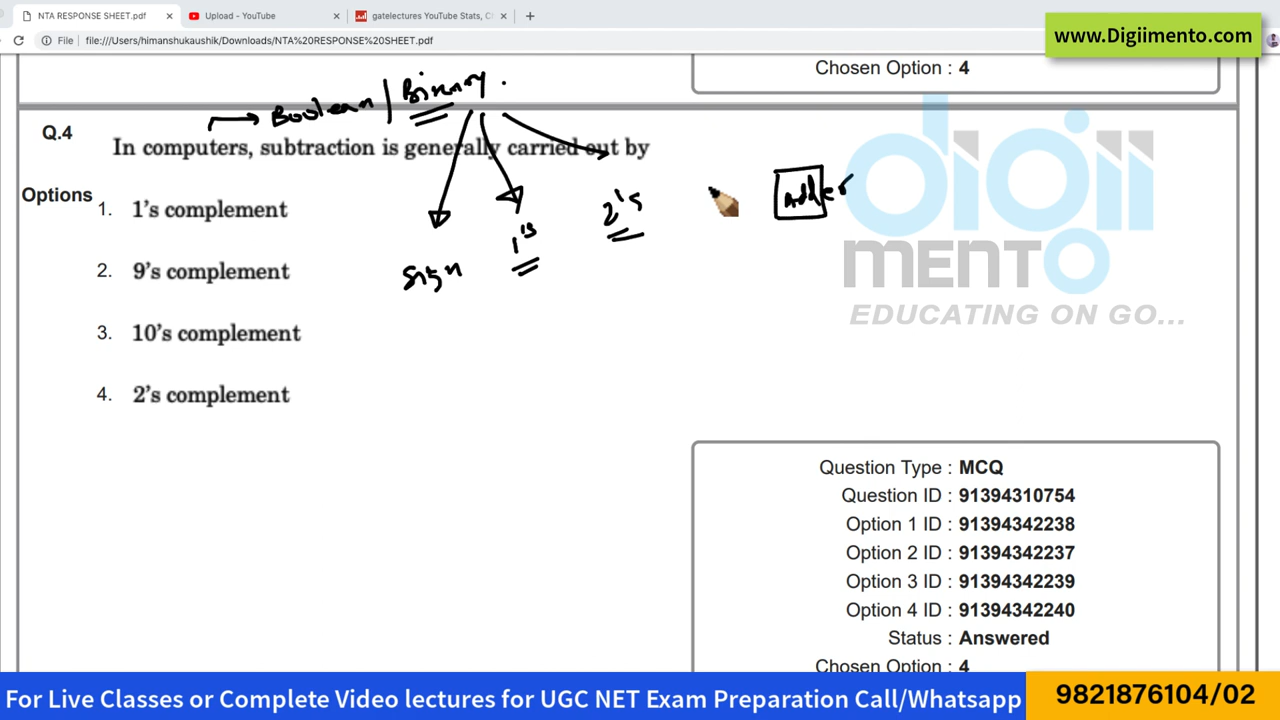 NTA RESPONSE SHEET.pdf
Upload - YouTube
gatelectures YouTube Stats, C
File
file:///Users/himanshukaushik/Downloads/NTA%20RESPONSE%20SHEET.pdf
www.Digiimento.com
Chosen Option : 4
Boolean / Binary.
Q.4
In computers, subtraction is generally carried out by
Options
1. 1's complement
2. 9's complement
3. 10's complement
4. 2's complement
Sign
1's
2's
Adder
digii
MENTO
EDUCATING ON GO...
Question Type : MCQ
Question ID : 91394310754
Option 1 ID : 91394342238
Option 2 ID : 91394342237
Option 3 ID : 91394342239
Option 4 ID : 91394342240
Status : Answered
Chosen Option : 4
For Live Classes or Complete Video lectures for UGC NET Exam Preparation Call/Whatsapp
9821876104/02